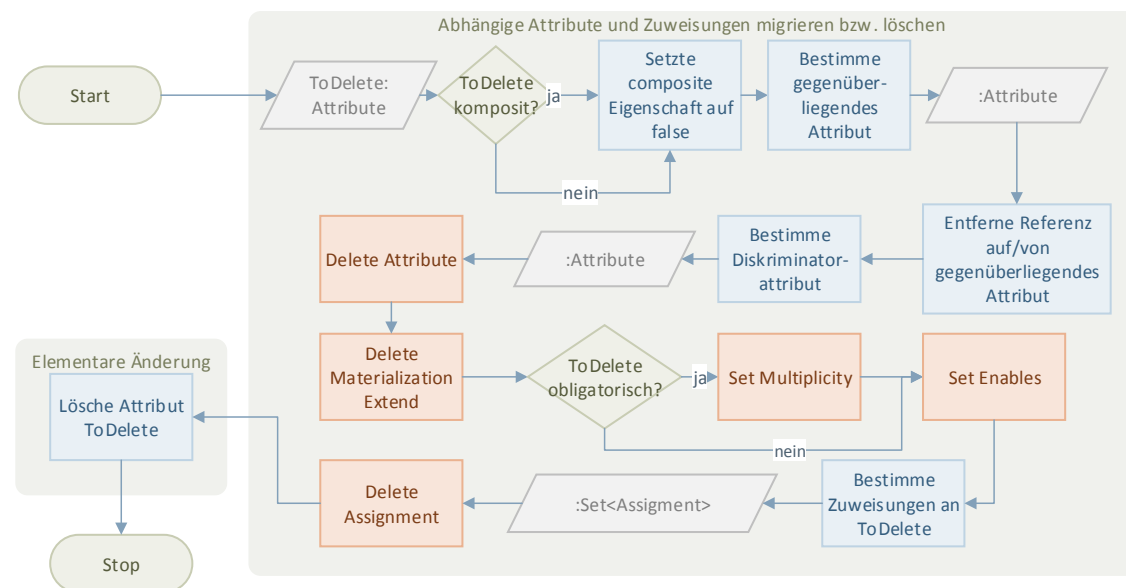 Abhängige Attribute und Zuweisungen migrieren bzw. löschen
Start
ToDelete:
Attribute
ToDelete
komposit?
ja
nein
Setzte
composite
Eigenschaft auf
false
Bestimme
gegenüber-
liegendes
Attribut
:Attribute
Entferne Referenz
auf/von
gegenüberliegendes
Attribut
Bestimme
Diskriminator-
attribut
:Attribute
Delete Attribute
Delete
Materialization
Extend
ToDelete
obligatorisch?
ja
nein
Set Multiplicity
Set Enables
Bestimme
Zuweisungen an
ToDelete
:Set<Assigment>
Delete
Assignment
Elementare Änderung
Lösche Attribut
ToDelete
Stop